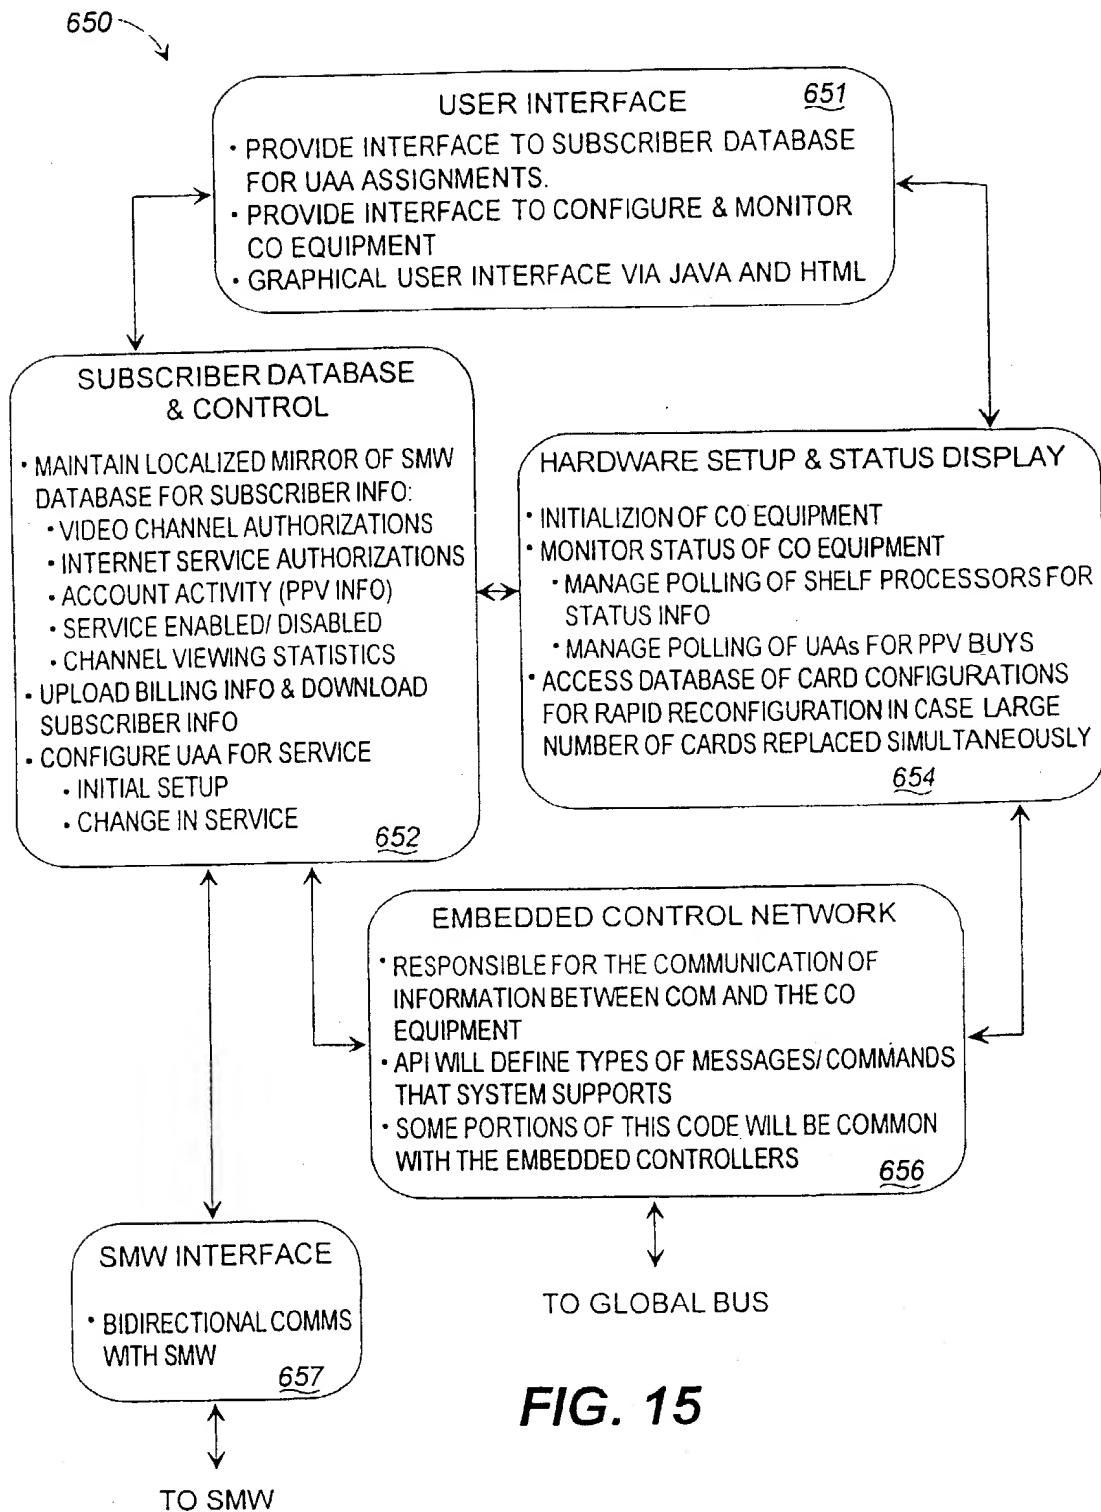 650
USER INTERFACE 651
• PROVIDE INTERFACE TO SUBSCRIBER DATABASE
FOR UAA ASSIGNMENTS.
• PROVIDE INTERFACE TO CONFIGURE & MONITOR
CO EQUIPMENT
• GRAPHICAL USER INTERFACE VIA JAVA AND HTML
SUBSCRIBER DATABASE
& CONTROL
• MAINTAIN LOCALIZED MIRROR OF SMW
DATABASE FOR SUBSCRIBER INFO:
• VIDEO CHANNEL AUTHORIZATIONS
• INTERNET SERVICE AUTHORIZATIONS
• ACCOUNT ACTIVITY (PPV INFO)
• SERVICE ENABLED/ DISABLED
• CHANNEL VIEWING STATISTICS
• UPLOAD BILLING INFO & DOWNLOAD
SUBSCRIBER INFO
• CONFIGURE UAA FOR SERVICE
• INITIAL SETUP
• CHANGE IN SERVICE
652
HARDWARE SETUP & STATUS DISPLAY
• INITIALIZION OF CO EQUIPMENT
• MONITOR STATUS OF CO EQUIPMENT
• MANAGE POLLING OF SHELF PROCESSORS FOR
STATUS INFO
• MANAGE POLLING OF UAAs FOR PPV BUYS
• ACCESS DATABASE OF CARD CONFIGURATIONS
FOR RAPID RECONFIGURATION IN CASE LARGE
NUMBER OF CARDS REPLACED SIMULTANEOUSLY
654
EMBEDDED CONTROL NETWORK
• RESPONSIBLE FOR THE COMMUNICATION OF
INFORMATION BETWEEN COM AND THE CO
EQUIPMENT
• API WILL DEFINE TYPES OF MESSAGES/ COMMANDS
THAT SYSTEM SUPPORTS
• SOME PORTIONS OF THIS CODE WILL BE COMMON
WITH THE EMBEDDED CONTROLLERS
656
SMW INTERFACE
• BIDIRECTIONAL COMMS
WITH SMW
657
TO GLOBAL BUS
TO SMW
FIG. 15